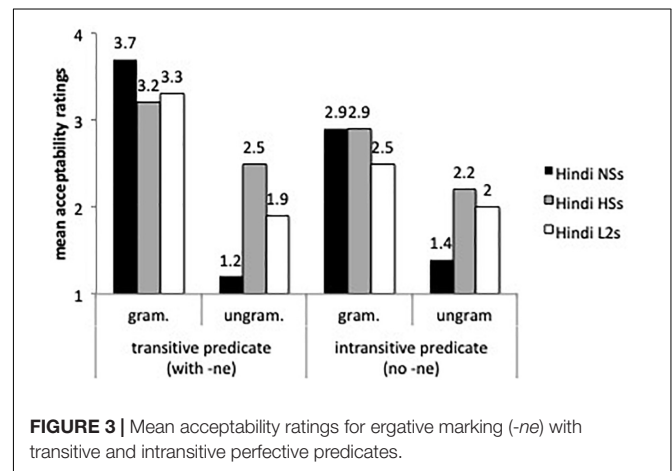 4
3.7
3.2
3.3
3
2.9
2.9
2.5
2.5
2
2.2
1.9
2
1.2
1.4
1
mean acceptability ratings
Hindi NSs
Hindi HSs
Hindi L2s
gram.
ungram.
gram.
ungram
transitive predicate
(with -ne)
intransitive predicate
(no -ne)
FIGURE 3 | Mean acceptability ratings for ergative marking (-ne) with
transitive and intransitive perfective predicates.